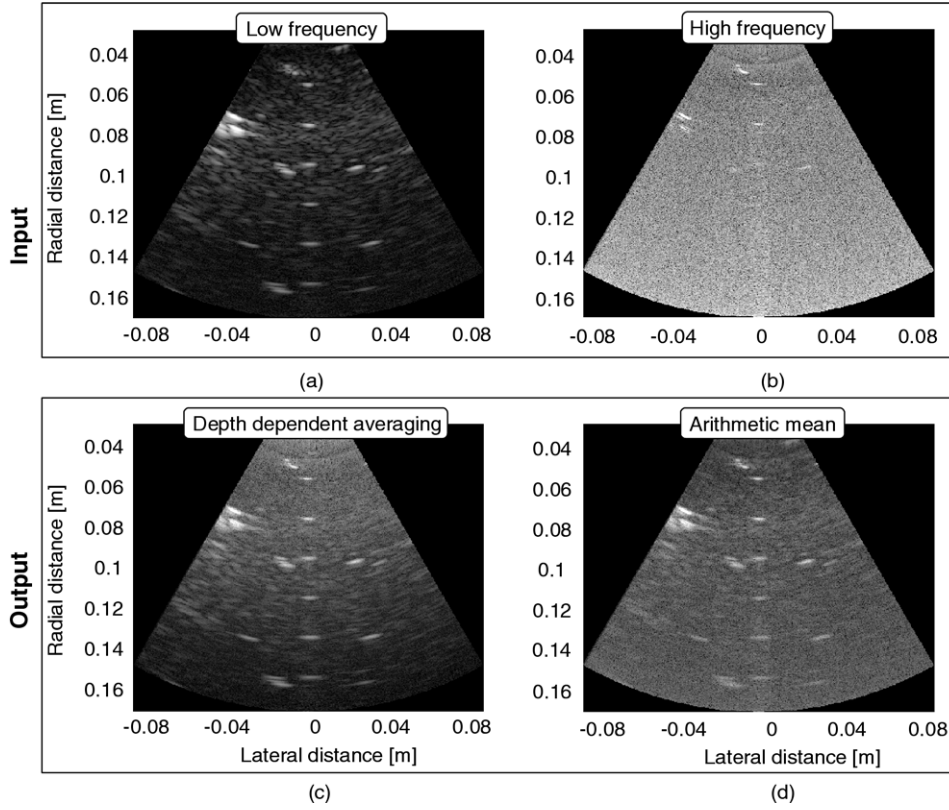 Low frequency
High frequency
Input
Radial distance [m]
0.04
0.06
0.08
0.1
0.12
0.14
0.16
-0.08 -0.04 0 0.04 0.08
0.04
0.06
0.08
0.1
0.12
0.14
0.16
-0.08 -0.04 0 0.04 0.08
(a)
(b)
Depth dependent averaging
Arithmetic mean
Output
Radial distance [m]
0.04
0.06
0.08
0.1
0.12
0.14
0.16
-0.08 -0.04 0 0.04 0.08
Lateral distance [m]
0.04
0.06
0.08
0.1
0.12
0.14
0.16
-0.08 -0.04 0 0.04 0.08
Lateral distance [m]
(c)
(d)